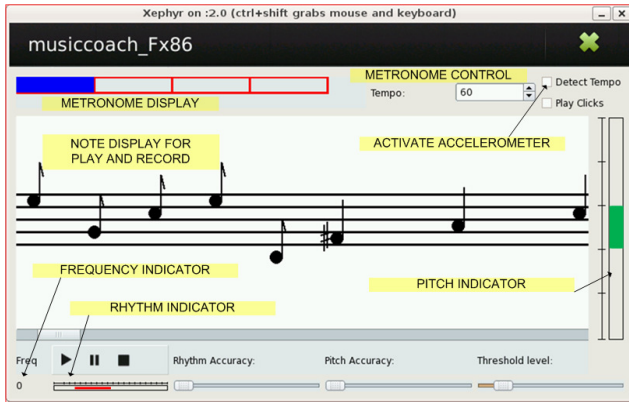 Xephyr on :2.0 (ctrl+shift grabs mouse and keyboard)
musiccoach_Fx86
METRONOME CONTROL
Tempo:
60
Detect Tempo
Play Clicks
METRONOME DISPLAY
NOTE DISPLAY FOR
PLAY AND RECORD
ACTIVATE ACCELEROMETER
FREQUENCY INDICATOR
PITCH INDICATOR
RHYTHM INDICATOR
Freq
Rhythm Accuracy:
Pitch Accuracy:
Threshold level:
0